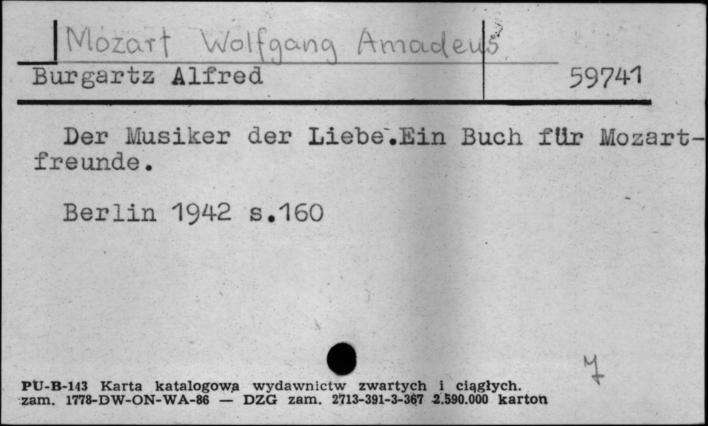 Mozart Wolfgang Amadeus
Burgartz Alfred 59741
Der Musiker der Liebe.Ein Buch für Mozart-
freunde.
Berlin 1942 s.160
PU-B-143 Karta katalogowa wydawnictw zwartych i ciągłych.
zam. 1778-DW-ON-WA-86 — DZG zam. 2713-391-3-367 2.590.000 karton